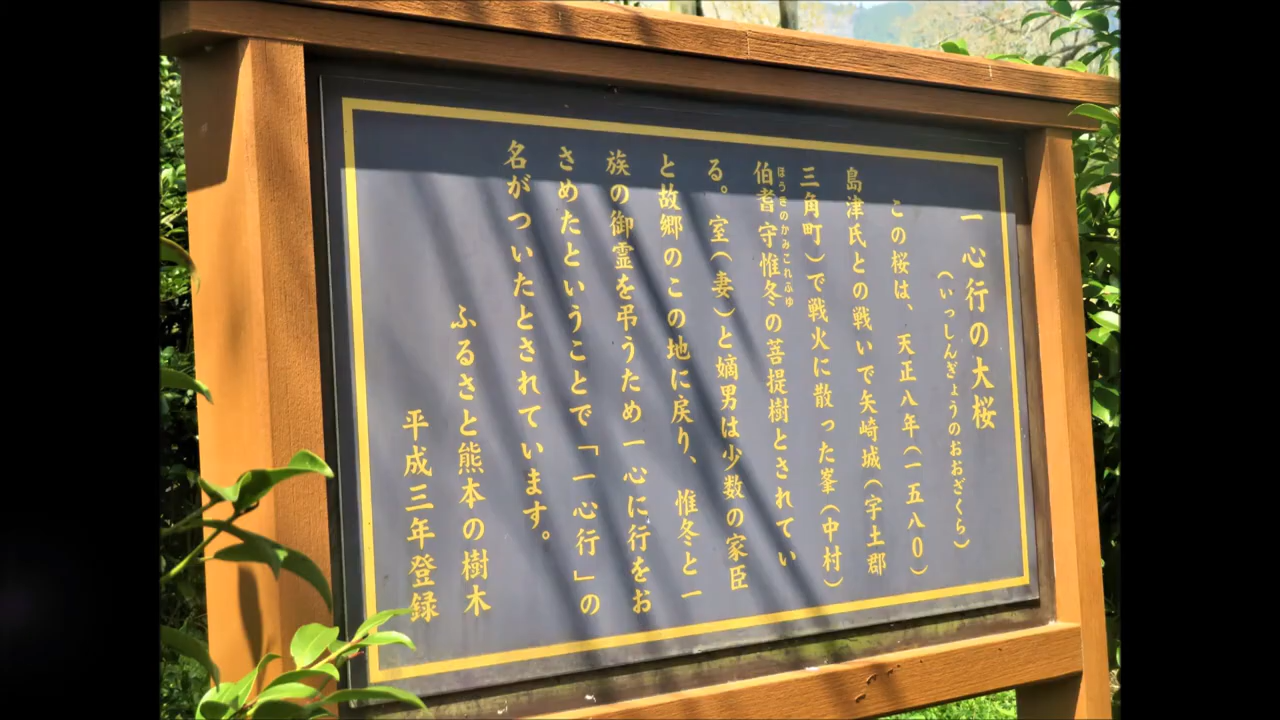 一心行の大桜
（いっしんぎょうのおおざくら）
この桜は、天正八年（一五八〇）
島津氏との戦いで矢崎城（宇土郡
三角町）で戦火に散った峯（中村）
ほうきのかみこれふゆ
伯耆守惟冬の菩提樹とされてい
る。室（妻）と嫡男は少数の家臣
と故郷のこの地に戻り、惟冬と一
族の御霊を弔うため一心に行をお
さめたということで「一心行」の
名がついたとされています。
ふるさと熊本の樹木
平成三年登録